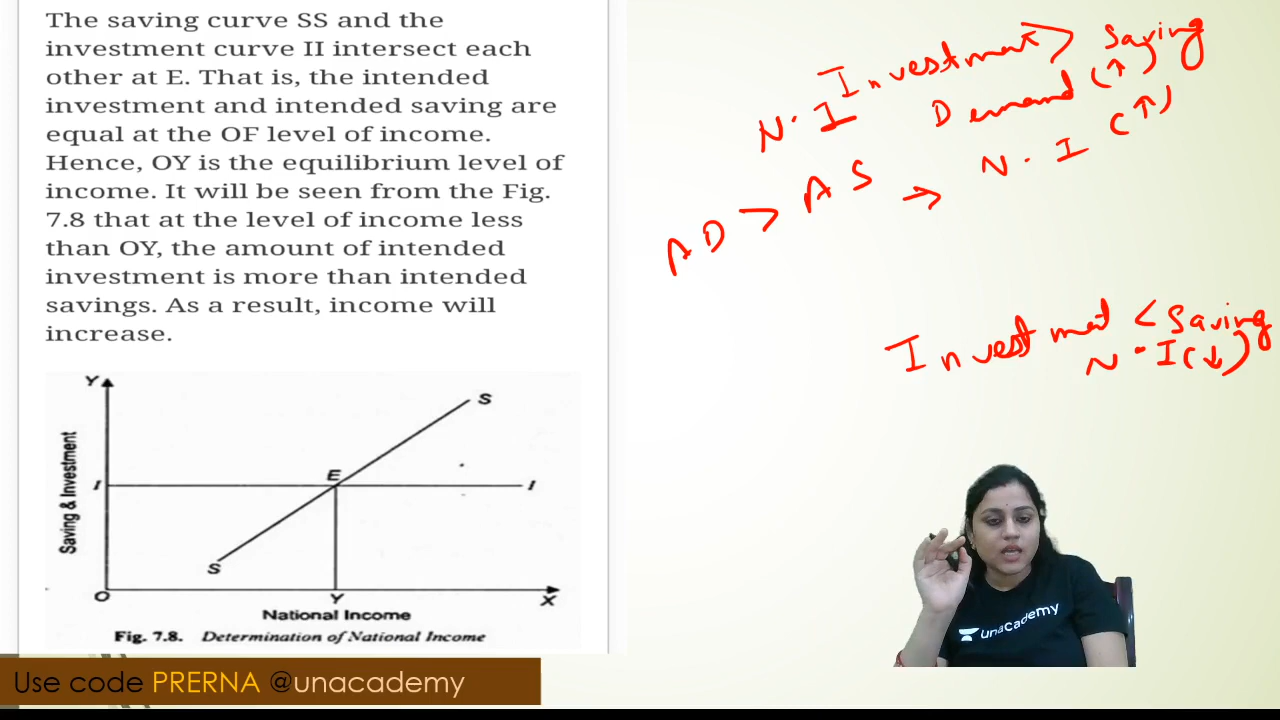 The saving curve SS and the
investment curve II intersect each
other at E. That is, the intended
investment and intended saving are
equal at the OF level of income.
Hence, OY is the equilibrium level of
income. It will be seen from the Fig.
7.8 that at the level of income less
than OY, the amount of intended
investment is more than intended
savings. As a result, income will
increase.
Y
Saving & Investment
I
E
I
S
S
O
Y
X
National Income
Fig. 7.8. Determination of National Income
Investment > Saving
N.I Demand (↑)
AD > AS → N.I (↑)
Investment < Saving
N.I (↓)
unacademy
Use code PRERNA @unacademy